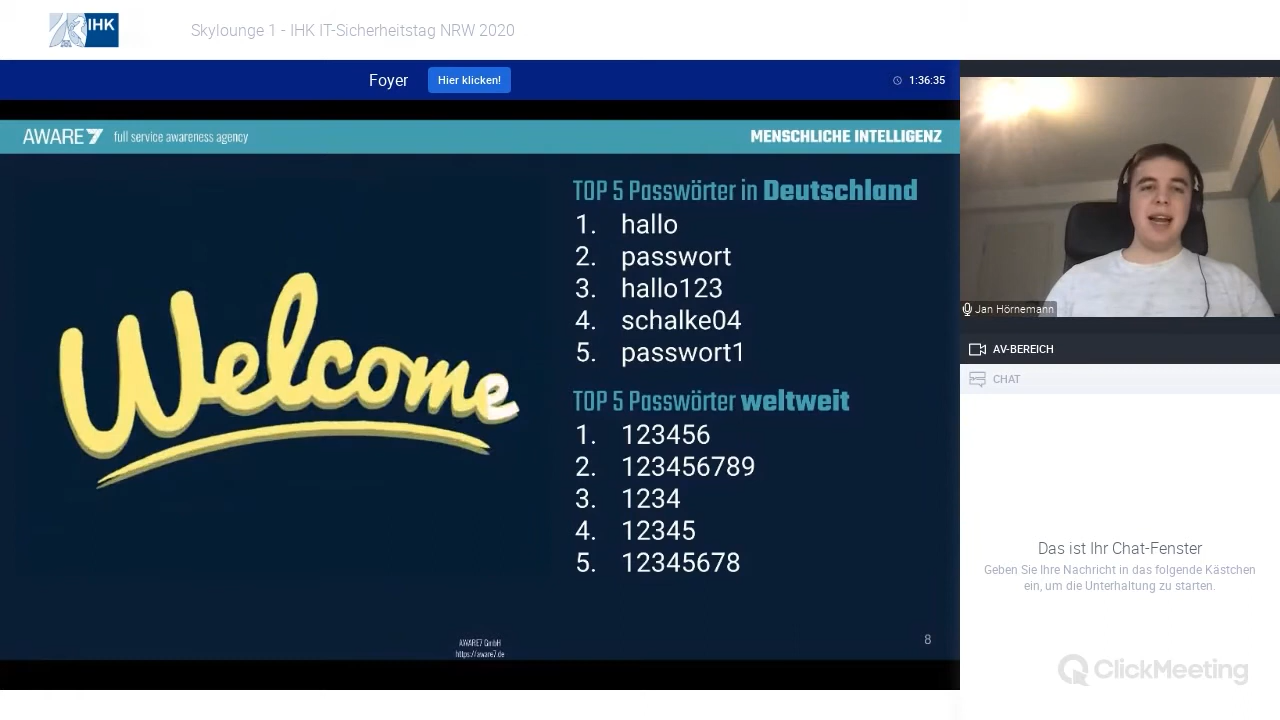 IHK
Skylounge 1 - IHK IT-Sicherheitstag NRW 2020
Foyer
Hier klicken!
1:36:35
AWARE7 full service awareness agency
MENSCHLICHE INTELLIGENZ
Welcome
TOP 5 Passwörter in Deutschland
1. hallo
2. passwort
3. hallo123
4. schalke04
5. passwort1
TOP 5 Passwörter weltweit
1. 123456
2. 123456789
3. 1234
4. 12345
5. 12345678
AWARE7 GmbH
https://aware7.de
8
Jan Hörnemann
AV-BEREICH
CHAT
Das ist Ihr Chat-Fenster
Geben Sie Ihre Nachricht in das folgende Kästchen
ein, um die Unterhaltung zu starten.
ClickMeeting